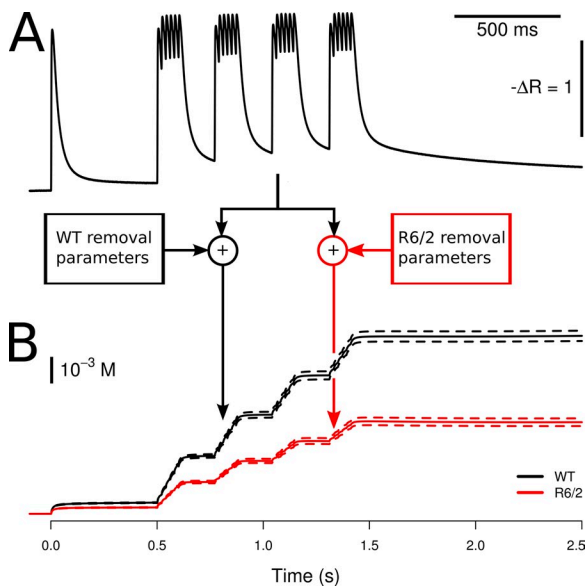 A
500 ms
-ΔR = 1
WT removal
parameters
+
+
R6/2 removal
parameters
B
10⁻³ M
WT
R6/2
0.0 0.5 1.0 1.5 2.0 2.5
Time (s)